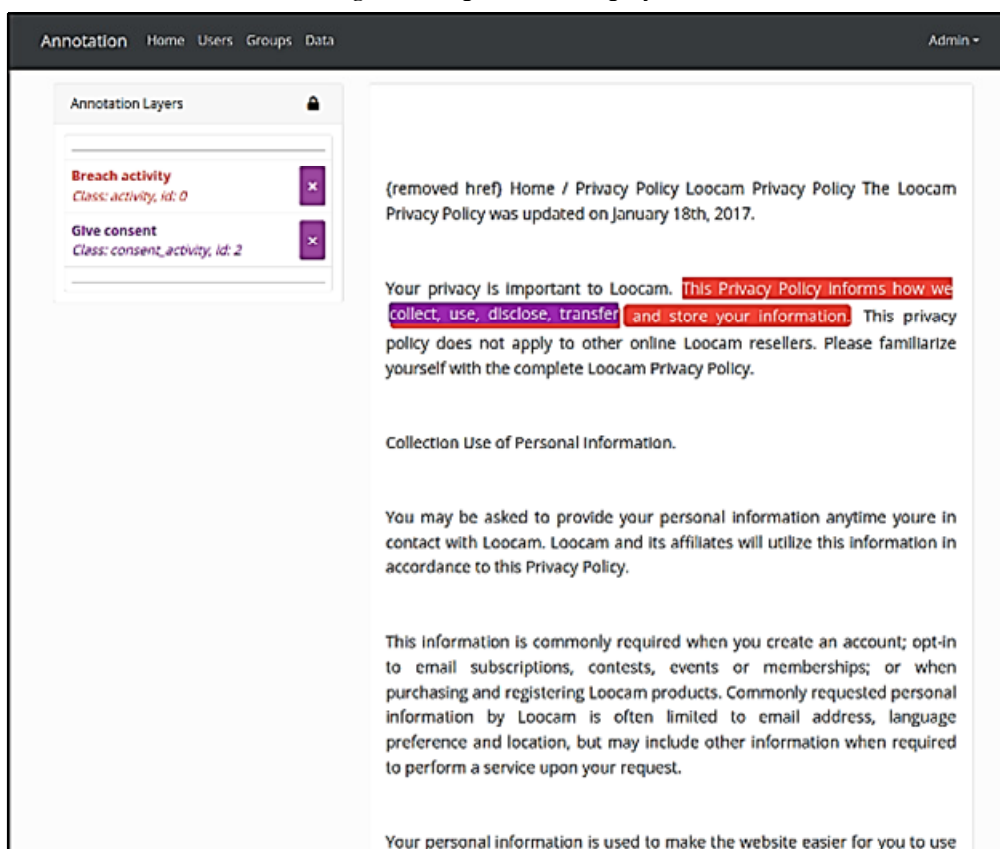 Annotation Home Users Groups Data Admin
Annotation Layers
Breach activity
Class: activity, id: 0
×
Give consent
Class: consent_activity, id: 2
×
(removed href) Home / Privacy Policy Loocam Privacy Policy The Loocam
Privacy Policy was updated on January 18th, 2017.
Your privacy is important to Loocam. This Privacy Policy informs how we
collect, use, disclose, transfer and store your information. This privacy
policy does not apply to other online Loocam resellers. Please familiarize
yourself with the complete Loocam Privacy Policy.
Collection Use of Personal Information.
You may be asked to provide your personal information anytime youre in
contact with Loocam. Loocam and its affiliates will utilize this information in
accordance to this Privacy Policy.
This information is commonly required when you create an account; opt-in
to email subscriptions, contests, events or memberships; or when
purchasing and registering Loocam products. Commonly requested personal
information by Loocam is often limited to email address, language
preference and location, but may include other information when required
to perform a service upon your request.
Your personal information is used to make the website easier for you to use